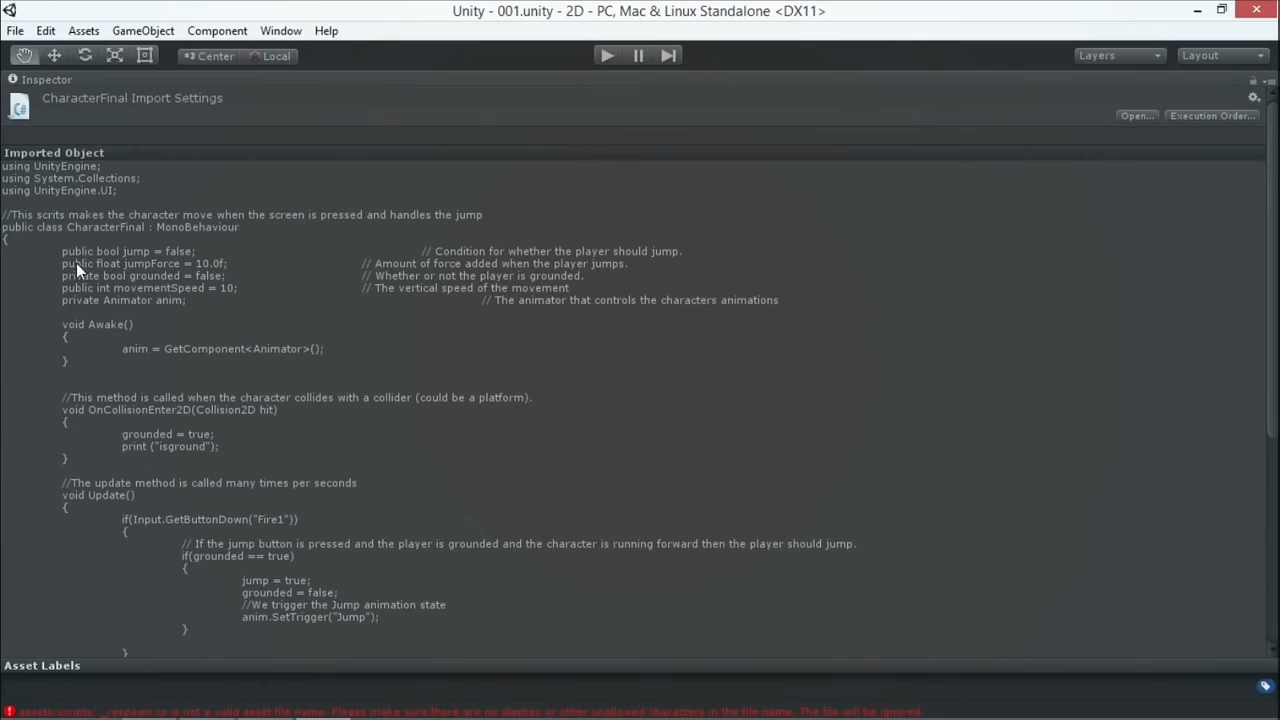 Unity - 001.unity - 2D - PC, Mac & Linux Standalone <DX11>
File Edit Assets GameObject Component Window Help
Center Local Layers Layout
Inspector
CharacterFinal Import Settings
Open... Execution Order...
Imported Object
using UnityEngine;
using System.Collections;
using UnityEngine.UI;
//This scrits makes the character move when the screen is pressed and handles the jump
public class CharacterFinal : MonoBehaviour
{
public bool jump = false; // Condition for whether the player should jump.
public float jumpForce = 10.0f; // Amount of force added when the player jumps.
private bool grounded = false; // Whether or not the player is grounded.
public int movementSpeed = 10; // The vertical speed of the movement
private Animator anim; // The animator that controls the characters animations
void Awake()
{
anim = GetComponent<Animator>();
}
//This method is called when the character collides with a collider (could be a platform).
void OnCollisionEnter2D(Collision2D hit)
{
grounded = true;
print ("isground");
}
//The update method is called many times per seconds
void Update()
{
if(Input.GetButtonDown("Fire1"))
{
// If the jump button is pressed and the player is grounded and the character is running forward then the player should jump.
if(grounded == true)
{
jump = true;
grounded = false;
//We trigger the Jump animation state
anim.SetTrigger("Jump");
}
}
Asset Labels
assets/scripts/._respawn.cs is not a valid asset file name. Please make sure there are no slashes or other unallowed characters in the file name. The file will be ignored.